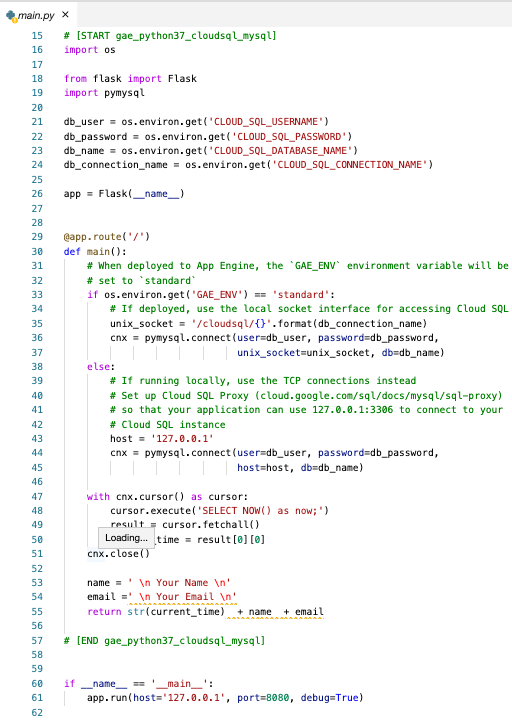 main.py ×
15 # [START gae_python37_cloudsql_mysql]
16 import os
17
18 from flask import Flask
19 import pymysql
20
21 db_user = os.environ.get('CLOUD_SQL_USERNAME')
22 db_password = os.environ.get('CLOUD_SQL_PASSWORD')
23 db_name = os.environ.get('CLOUD_SQL_DATABASE_NAME')
24 db_connection_name = os.environ.get('CLOUD_SQL_CONNECTION_NAME')
25
26 app = Flask(__name__)
27
28
29 @app.route('/')
30 def main():
31     # When deployed to App Engine, the `GAE_ENV` environment variable will be
32     # set to `standard`
33     if os.environ.get('GAE_ENV') == 'standard':
34         # If deployed, use the local socket interface for accessing Cloud SQL
35         unix_socket = '/cloudsql/{}'.format(db_connection_name)
36         cnx = pymysql.connect(user=db_user, password=db_password,
37                               unix_socket=unix_socket, db=db_name)
38     else:
39         # If running locally, use the TCP connections instead
40         # Set up Cloud SQL Proxy (cloud.google.com/sql/docs/mysql/sql-proxy)
41         # so that your application can use 127.0.0.1:3306 to connect to your
42         # Cloud SQL instance
43         host = '127.0.0.1'
44         cnx = pymysql.connect(user=db_user, password=db_password,
45                               host=host, db=db_name)
46
47     with cnx.cursor() as cursor:
48         cursor.execute('SELECT NOW() as now;')
49         result = cursor.fetchall()
50 Loading... _time = result[0][0]
51     cnx.close()
52
53     name = ' \n Your Name \n'
54     email =' \n Your Email \n'
55     return str(current_time)  + name  + email
56
57 # [END gae_python37_cloudsql_mysql]
58
59
60 if __name__ == '__main__':
61     app.run(host='127.0.0.1', port=8080, debug=True)
62